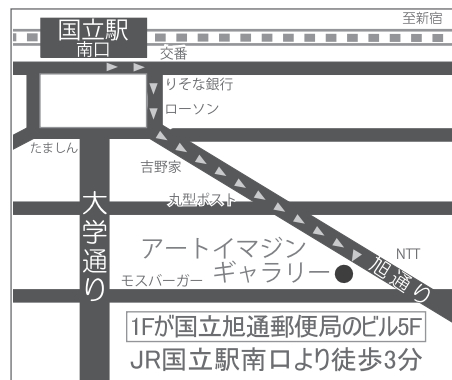 至新宿
国立駅
南口
交番
りそな銀行
ローソン
たましん
吉野家
大学通り
丸型ポスト
アートイマジン
ギャラリー
NTT
旭通り
モスバーガー
1Fが国立旭通郵便局のビル5F
JR国立駅南口より徒歩3分